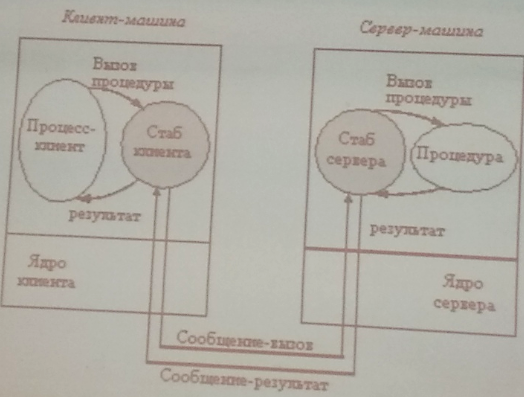 Клиент-машина
Сервер-машина
Вызов
процедуры
Процесс-
клиент
Стаб
клиента
результат
Ядро
клиента
Вызов
процедуры
Стаб
сервера
Процедура
результат
Ядро
сервера
Сообщение-вызов
Сообщение-результат